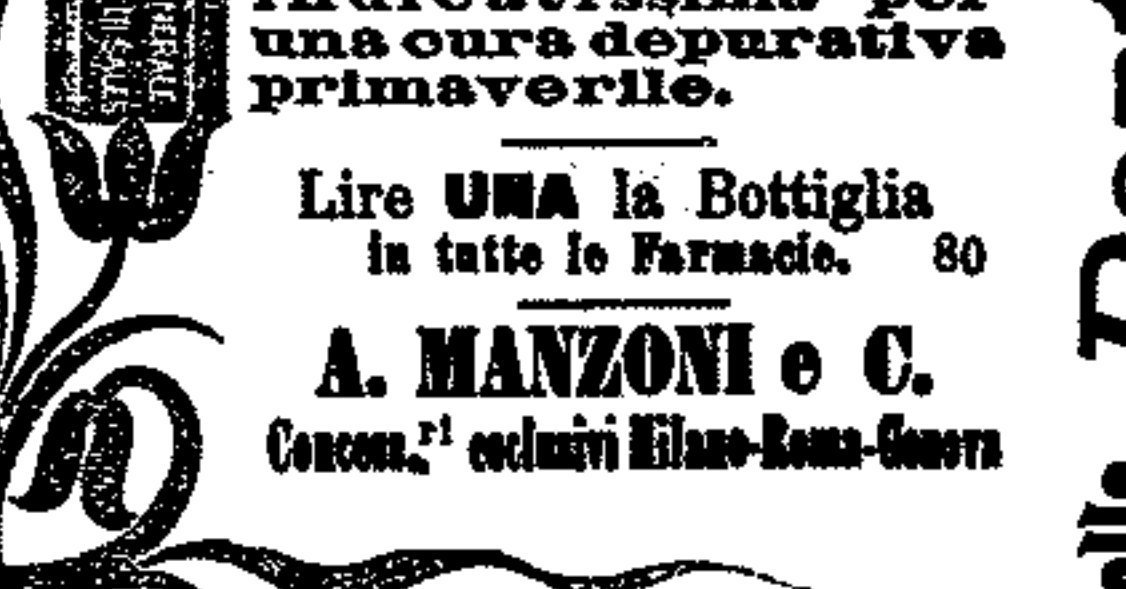 una cura depurativa
primaverile.
Lire UNA la Bottiglia
in tutte le Farmacie. 80
A. MANZONI e C.
Concess.ri esclusivi Milano-Roma-Genova